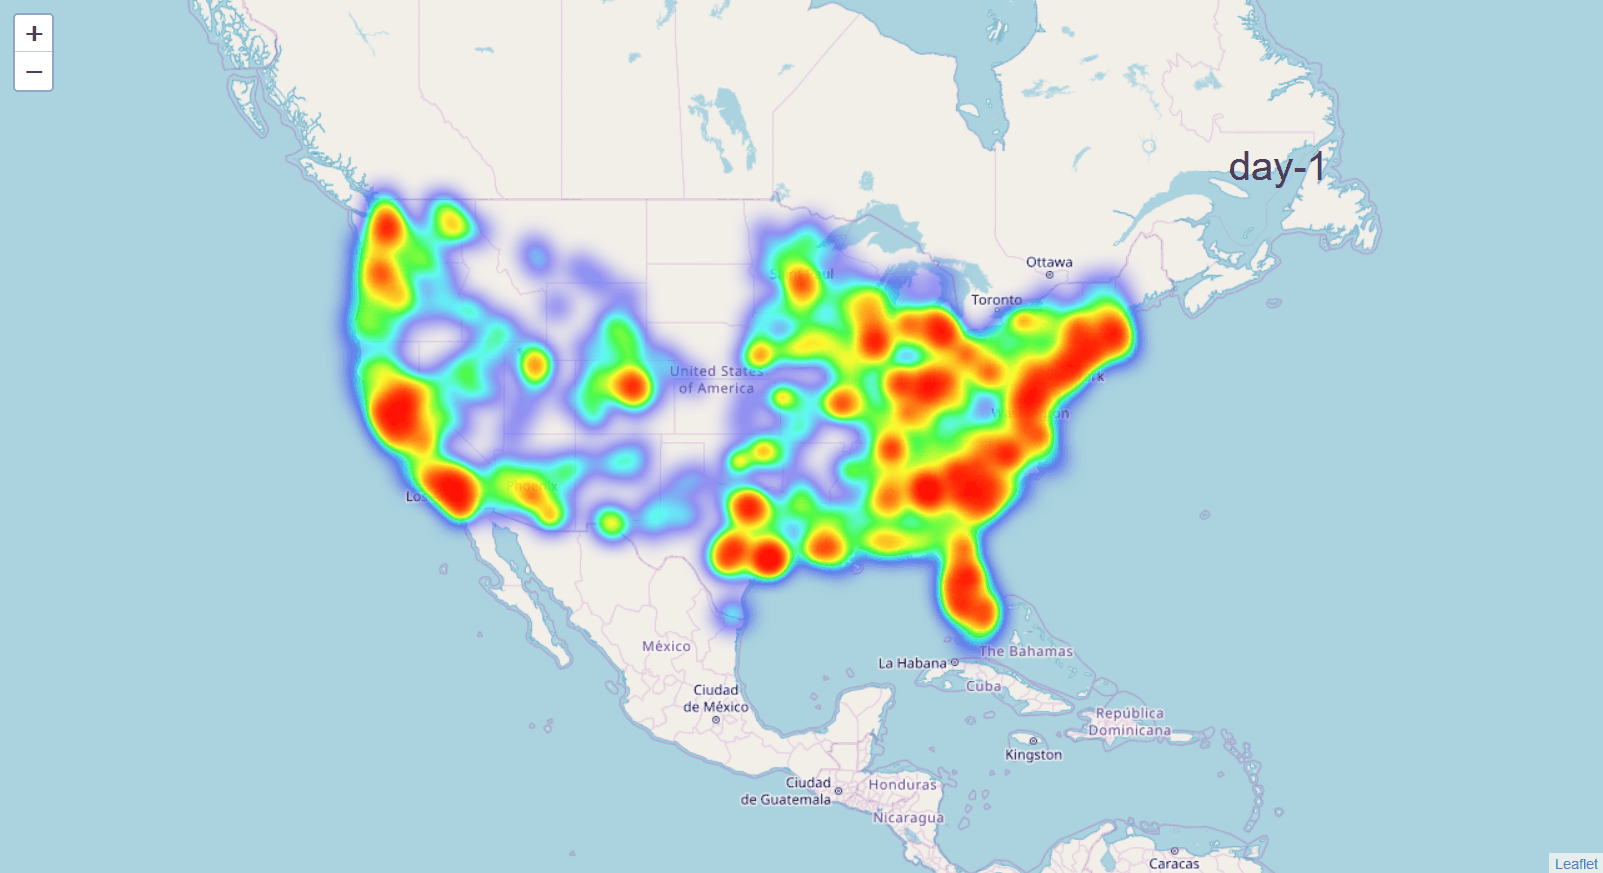 +
−
day-1
Ottawa
Toronto
United States
of America
Phoenix
México
Ciudad
de México
La Habana
The Bahamas
Cuba
República
Dominicana
Kingston
Ciudad
de Guatemala
Honduras
Nicaragua
Caracas
Leaflet